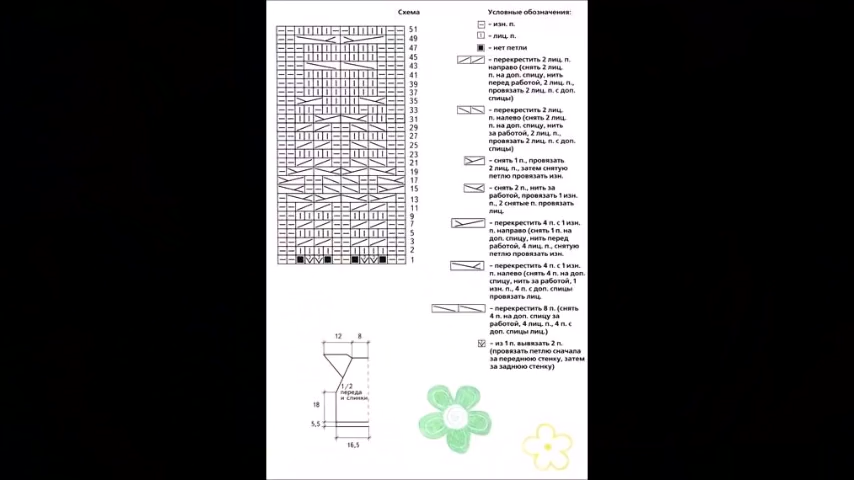 Схема
Условные обозначения:
– изн. п.
– лиц. п.
– нет петли
– перекрестить 2 лиц. п.
направо (снять 2 лиц.
п. на доп. спицу, нить
перед работой, 2 лиц. п.,
провязать 2 лиц. п. с доп.
спицы)
– перекрестить 2 лиц.
п. налево (снять 2 лиц.
п. на доп. спицу, нить
за работой, 2 лиц. п.,
провязать 2 лиц. п. с доп.
спицы)
– снять 1 п., провязать
2 лиц. п., затем снятую
петлю провязать изн.
– снять 2 п., нить за
работой, провязать 1 изн.
п., 2 снятые п. провязать
лиц.
– перекрестить 4 п. с 1 изн.
п. направо (снять 1 п. на
доп. спицу, нить перед
работой, 4 лиц. п., снятую
петлю провязать изн.
– перекрестить 4 п. с 1 изн.
п. налево (снять 4 п. на доп.
спицу, нить за работой, 1
изн. п., 4 п. с доп. спицы
провязать лиц.
– перекрестить 8 п. (снять
4 п. на доп. спицу за
работой, 4 лиц. п., 4 п. с
доп. спицы лиц.)
– из 1 п. вывязать 2 п.
(провязать петлю сначала
за переднюю стенку, затем
за заднюю стенку)
51
49
47
45
43
41
39
37
35
33
31
29
27
25
23
21
19
17
15
13
11
9
7
5
3
2
1
12 8
1/2
переда
и спинки
18
5,5
16,5